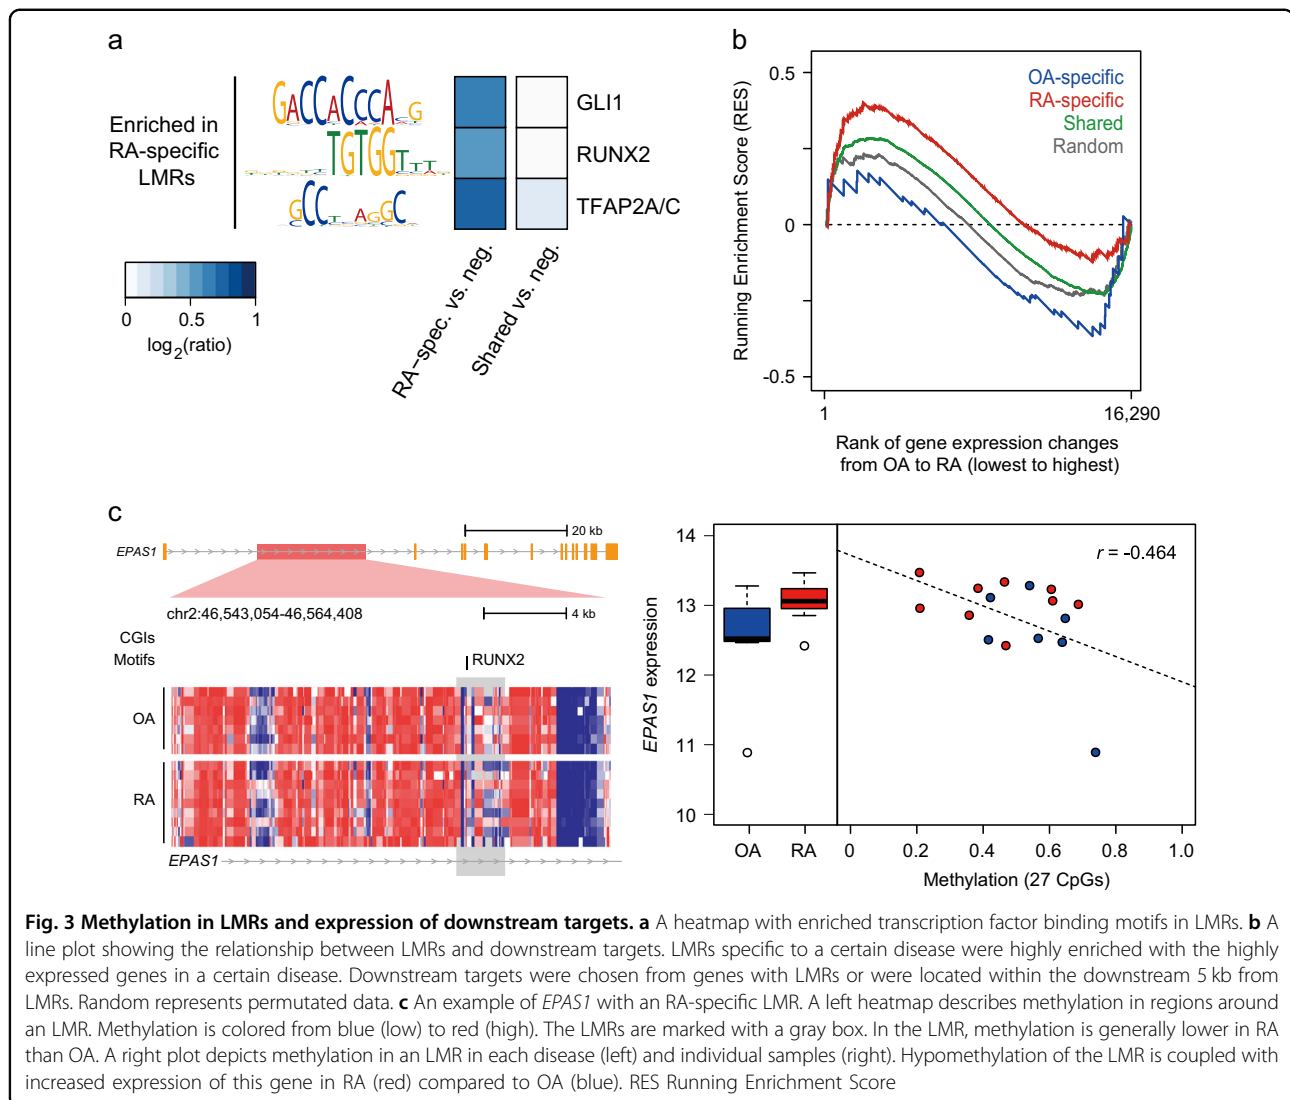 a
Enriched in
RA-specific
LMRs
GACCACCCAG
GLI1
TGTGGTTT
RUNX2
GCCTNAGGC
TFAP2A/C
0 0.5 1
log2(ratio)
RA−spec. vs. neg.
Shared vs. neg.
b
Running Enrichment Score (RES)
0.5
0
-0.5
OA-specific
RA-specific
Shared
Random
1 16,290
Rank of gene expression changes
from OA to RA (lowest to highest)
c
20 kb
EPAS1
chr2:46,543,054-46,564,408
4 kb
CGIs
Motifs
RUNX2
OA
RA
EPAS1
EPAS1 expression
14
13
12
11
10
r = -0.464
OA RA 0 0.2 0.4 0.6 0.8 1.0
Methylation (27 CpGs)
Fig. 3 Methylation in LMRs and expression of downstream targets. a A heatmap with enriched transcription factor binding motifs in LMRs. b A
line plot showing the relationship between LMRs and downstream targets. LMRs specific to a certain disease were highly enriched with the highly
expressed genes in a certain disease. Downstream targets were chosen from genes with LMRs or were located within the downstream 5 kb from
LMRs. Random represents permutated data. c An example of EPAS1 with an RA-specific LMR. A left heatmap describes methylation in regions around
an LMR. Methylation is colored from blue (low) to red (high). The LMRs are marked with a gray box. In the LMR, methylation is generally lower in RA
than OA. A right plot depicts methylation in an LMR in each disease (left) and individual samples (right). Hypomethylation of the LMR is coupled with
increased expression of this gene in RA (red) compared to OA (blue). RES Running Enrichment Score